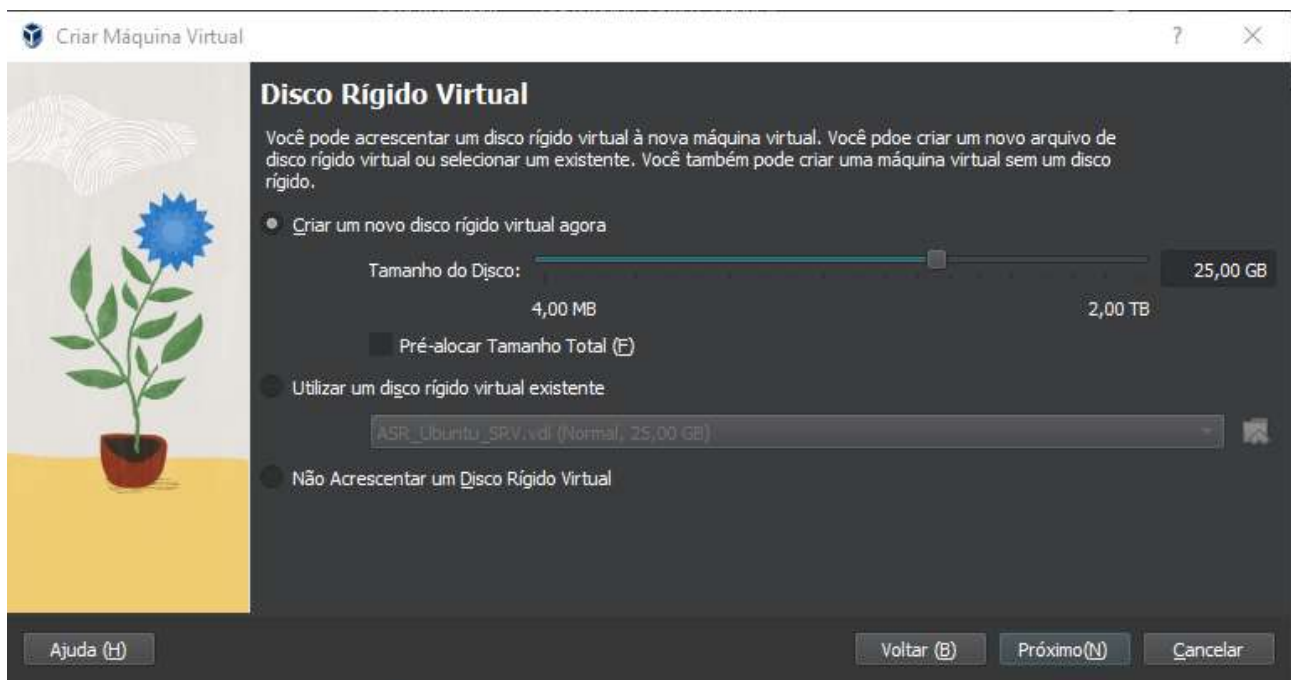 Criar Máquina Virtual
?
Disco Rígido Virtual
Você pode acrescentar um disco rígido virtual à nova máquina virtual. Você pdoe criar um novo arquivo de
disco rígido virtual ou selecionar um existente. Você também pode criar uma máquina virtual sem um disco
rígido.
Criar um novo disco rígido virtual agora
Tamanho do Disco:
25,00 GB
4,00 MB
2,00 TB
Pré-alocar Tamanho Total (F)
Utilizar um disco rígido virtual existente
ASR_Ubuntu_SRV.vdi (Normal, 25,00 GB)
Não Acrescentar um Disco Rígido Virtual
Ajuda (H)
Voltar (B)
Próximo(N)
Cancelar